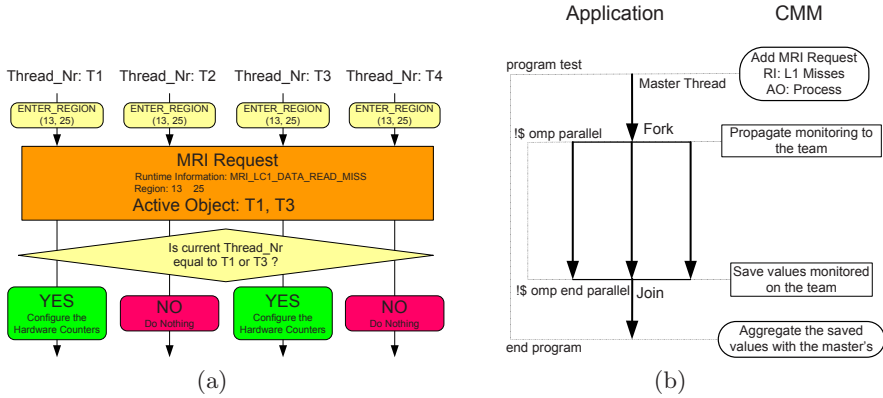 Thread_Nr: T1
Thread_Nr: T2
Thread_Nr: T3
Thread_Nr: T4
ENTER_REGION
(13, 25)
ENTER_REGION
(13, 25)
ENTER_REGION
(13, 25)
ENTER_REGION
(13, 25)
MRI Request
Runtime Information: MRI_LC1_DATA_READ_MISS
Region: 13 25
Active Object: T1, T3
Is current Thread_Nr
equal to T1 or T3 ?
YES
Configure the
Hardware Counters
NO
Do Nothing
YES
Configure the
Hardware Counters
NO
Do Nothing
(a)
Application
CMM
program test
Master Thread
Add MRI Request
RI: L1 Misses
AO: Process
!$ omp parallel
Fork
Propagate monitoring to
the team
!$ omp end parallel
Join
Save values monitored
on the team
end program
Aggregate the saved
values with the master's
(b)